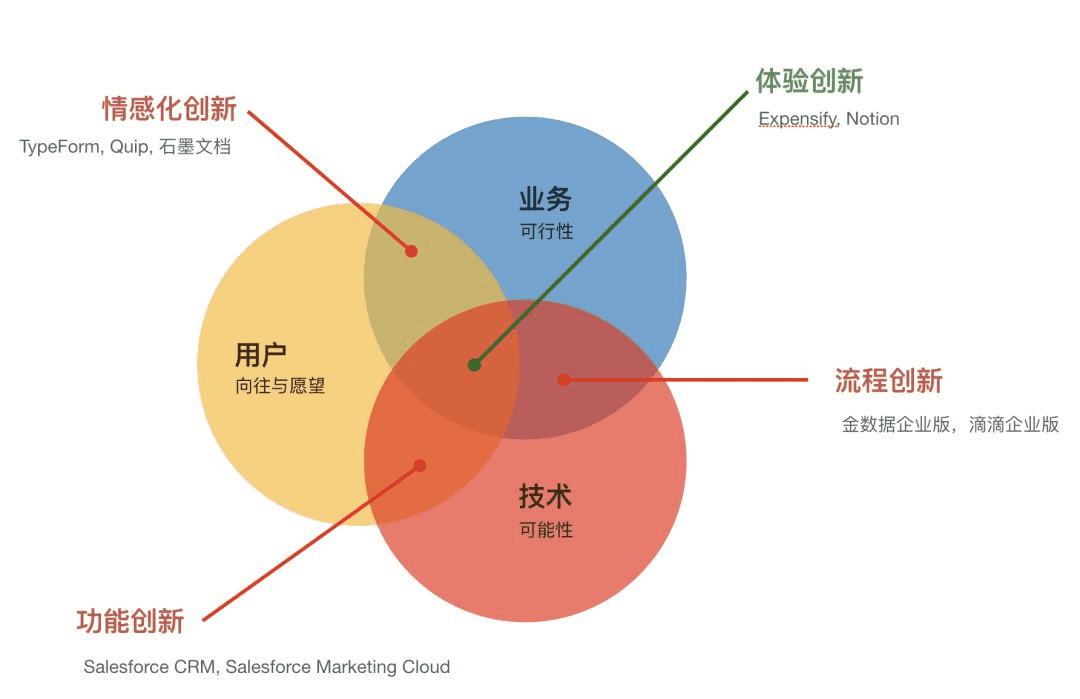 体验创新
Expensify, Notion
情感化创新
TypeForm, Quip, 石墨文档
业务
可行性
用户
向往与愿望
流程创新
金数据企业版，滴滴企业版
技术
可能性
功能创新
Salesforce CRM, Salesforce Marketing Cloud